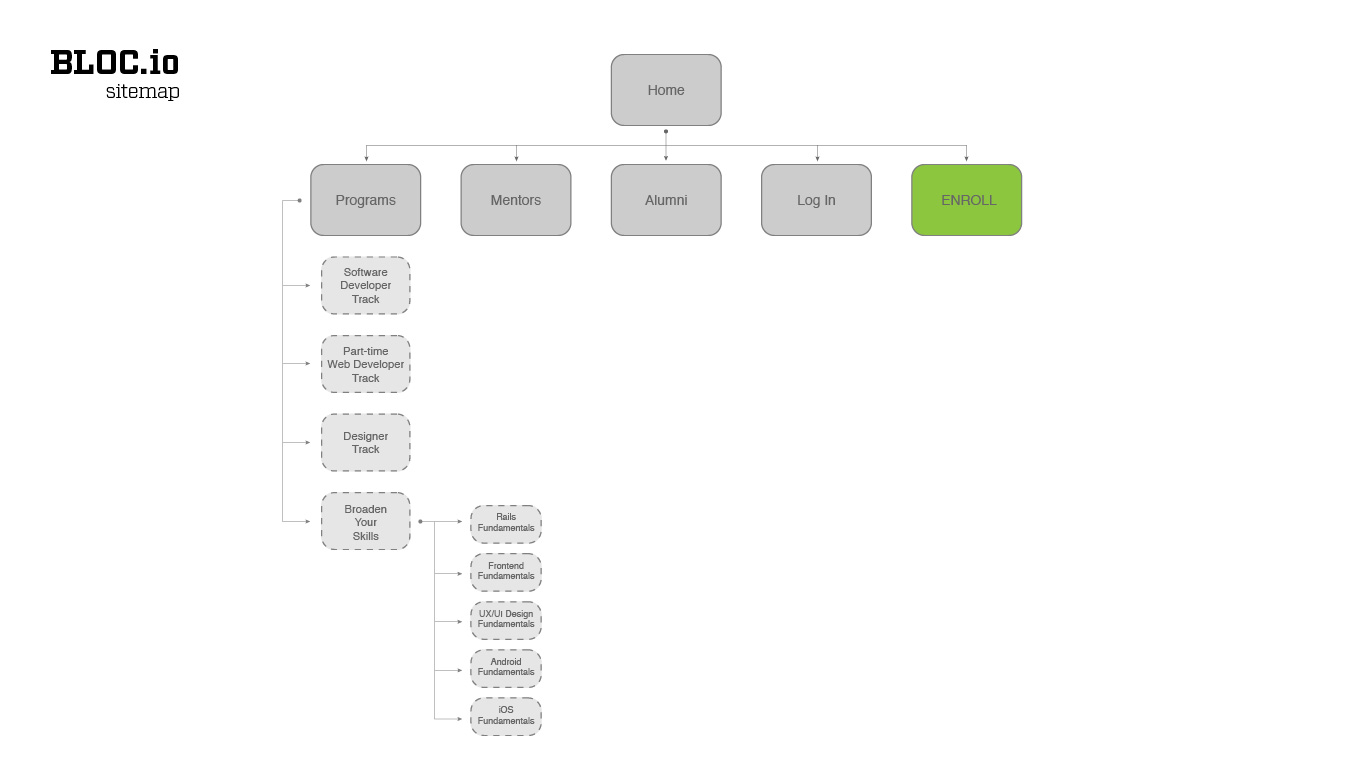 BLOC.io
sitemap
Home
Programs
Mentors
Alumni
Log In
ENROLL
Software
Developer
Track
Part-time
Web Developer
Track
Designer
Track
Broaden
Your
Skills
Rails
Fundamentals
Frontend
Fundamentals
UX/UI Design
Fundamentals
Android
Fundamentals
iOS
Fundamentals